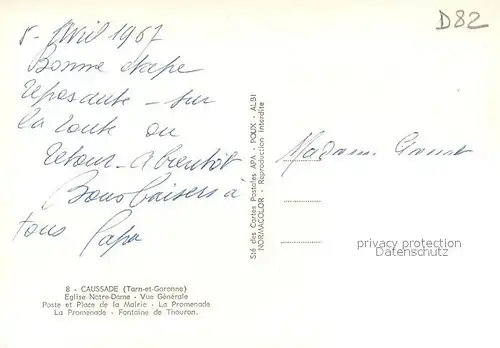 D82
8 - Avril 1967
Bonne étape
reposante - sur
la route du
retour - A bientôt
Bons baisers à
tous
Papa
Madame
8 - CAUSSADE (Tarn-et-Garonne)
Eglise Notre-Dame - Vue Générale
Poste et Place de la Mairie - La Promenade
La Promenade - Fontaine de Thouron.
Sté des Cartes Postales APA - POUX - ALBI
NORMACOLOR - Reproduction interdite
privacy protection
Datenschutz